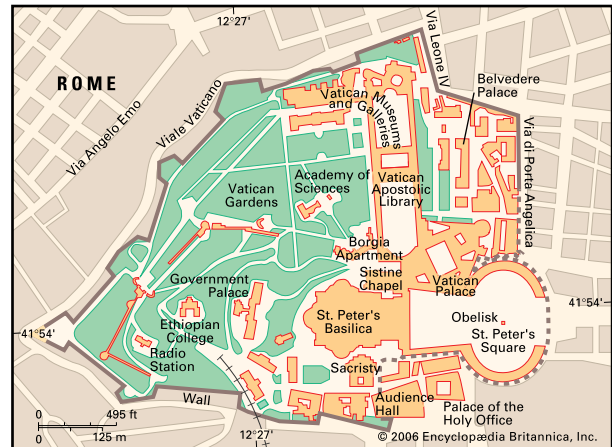 12°27'
ROME
Via Leone IV
Belvedere
Palace
Vatican Museums
and Galleries
Viale Vaticano
Via Angelo Emo
Via di Porta Angelica
Academy of
Sciences
Vatican
Gardens
Vatican
Apostolic
Library
Borgia
Apartment
Sistine
Chapel
Government
Palace
Vatican
Palace
St. Peter's
Basilica
Obelisk
St. Peter's
Square
41°54'
41°54'
Ethiopian
College
Radio
Station
Sacristy
Wall
Audience
Hall
Palace of the
Holy Office
0 495 ft
0 125 m
12°27'
© 2006 Encyclopædia Britannica, Inc.